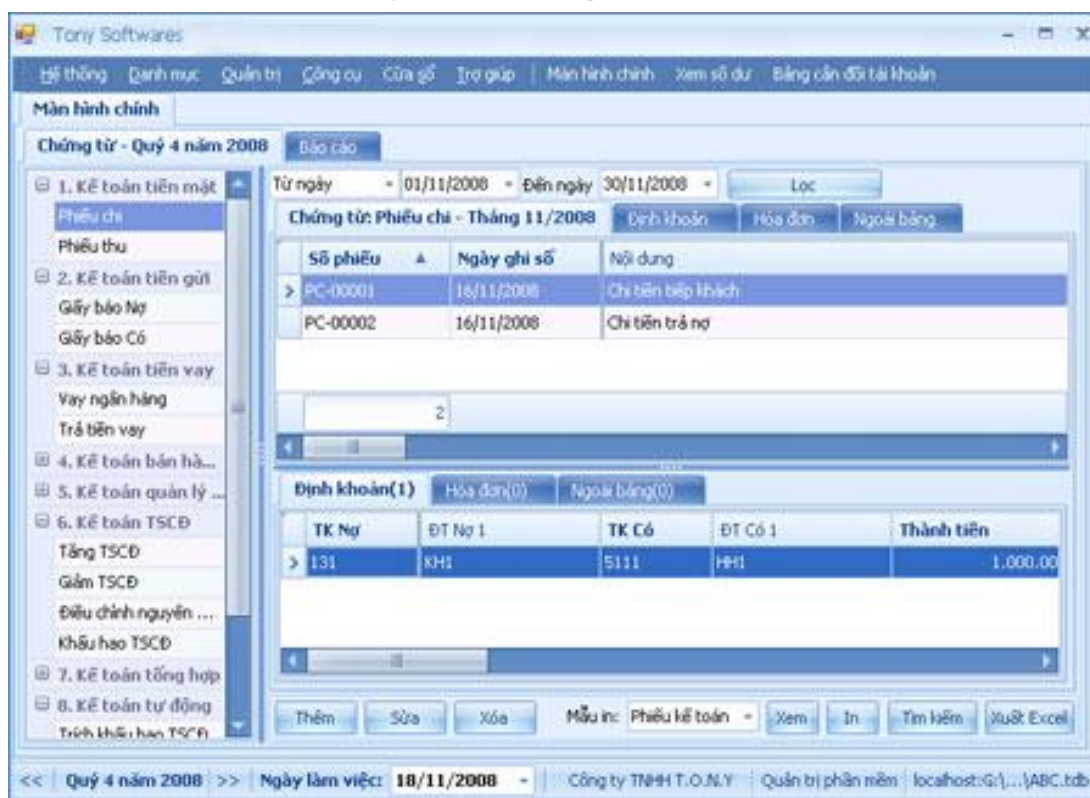 Tony Softwares
Hệ thống Danh mục Quản trị Công cụ Cửa sổ Trợ giúp Màn hình chính Xem số dư Bảng cân đối tài khoản
Màn hình chính
Chứng từ - Quý 4 năm 2008 Báo cáo
1. Kế toán tiền mặt
Phiếu chi
Phiếu thu
2. Kế toán tiền gửi
Giấy báo Nợ
Giấy báo Có
3. Kế toán tiền vay
Vay ngân hàng
Trả tiền vay
4. Kế toán bán hà...
5. Kế toán quản lý ...
6. Kế toán TSCĐ
Tăng TSCĐ
Giảm TSCĐ
Điều chỉnh nguyên ...
Khấu hao TSCĐ
7. Kế toán tổng hợp
8. Kế toán tự động
Trích khấu hao TSCĐ
Từ ngày 01/11/2008 Đến ngày 30/11/2008 Lọc
Chứng từ: Phiếu chi - Tháng 11/2008 Định khoản Hóa đơn Ngoài bảng
Số phiếu Ngày ghi sổ Nội dung
PC-00001 16/11/2008 Chi tiền tiếp khách
PC-00002 16/11/2008 Chi tiền trả nợ
2
Định khoản(1) Hóa đơn(0) Ngoài bảng(0)
TK Nợ ĐT Nợ 1 TK Có ĐT Có 1 Thành tiền
131 KH1 5111 HH1 1.000.00
Thêm Sửa Xóa Mẫu in: Phiếu kế toán Xem In Tìm kiếm Xuất Excel
<< Quý 4 năm 2008 >> Ngày làm việc: 18/11/2008 Công ty TNHH T.O.N.Y Quản trị phần mềm localhost:G:\...\ABC.tdb